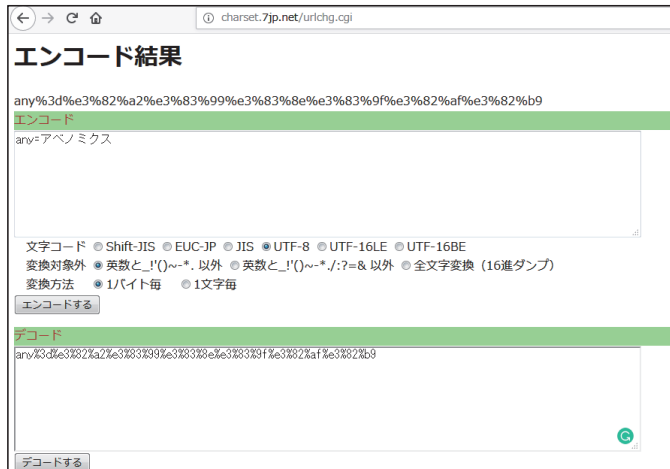 charset.7jp.net/urlchg.cgi
エンコード結果
any%3d%e3%82%a2%e3%83%99%e3%83%8e%e3%83%9f%e3%82%af%e3%82%b9
エンコード
any=アベノミクス
文字コード Shift-JIS EUC-JP JIS UTF-8 UTF-16LE UTF-16BE
変換対象外 英数と_!'()~-*. 以外 英数と_!'()~-*./:?=& 以外 全文字変換（16進ダンプ）
変換方法 1バイト毎 1文字毎
エンコードする
デコード
any%3d%e3%82%a2%e3%83%99%e3%83%8e%e3%83%9f%e3%82%af%e3%82%b9
デコードする